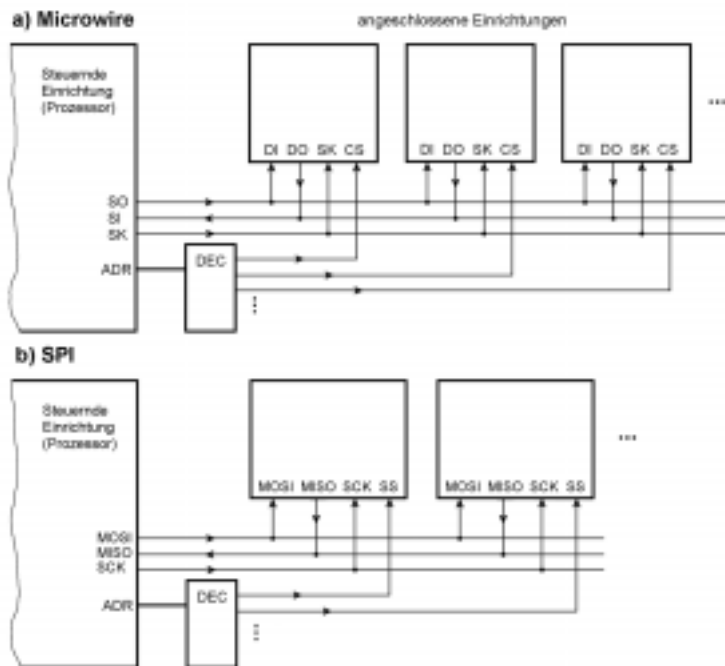 a) Microwire
angeschlossene Einrichtungen
Steuernde
Einrichtung
(Prozessor)
DI DO SK CS
DI DO SK CS
DI DO SK CS
...
SO
SI
SK
ADR
DEC
b) SPI
Steuernde
Einrichtung
(Prozessor)
MOSI MISO SCK SS
MOSI MISO SCK SS
...
MOSI
MISO
SCK
ADR
DEC